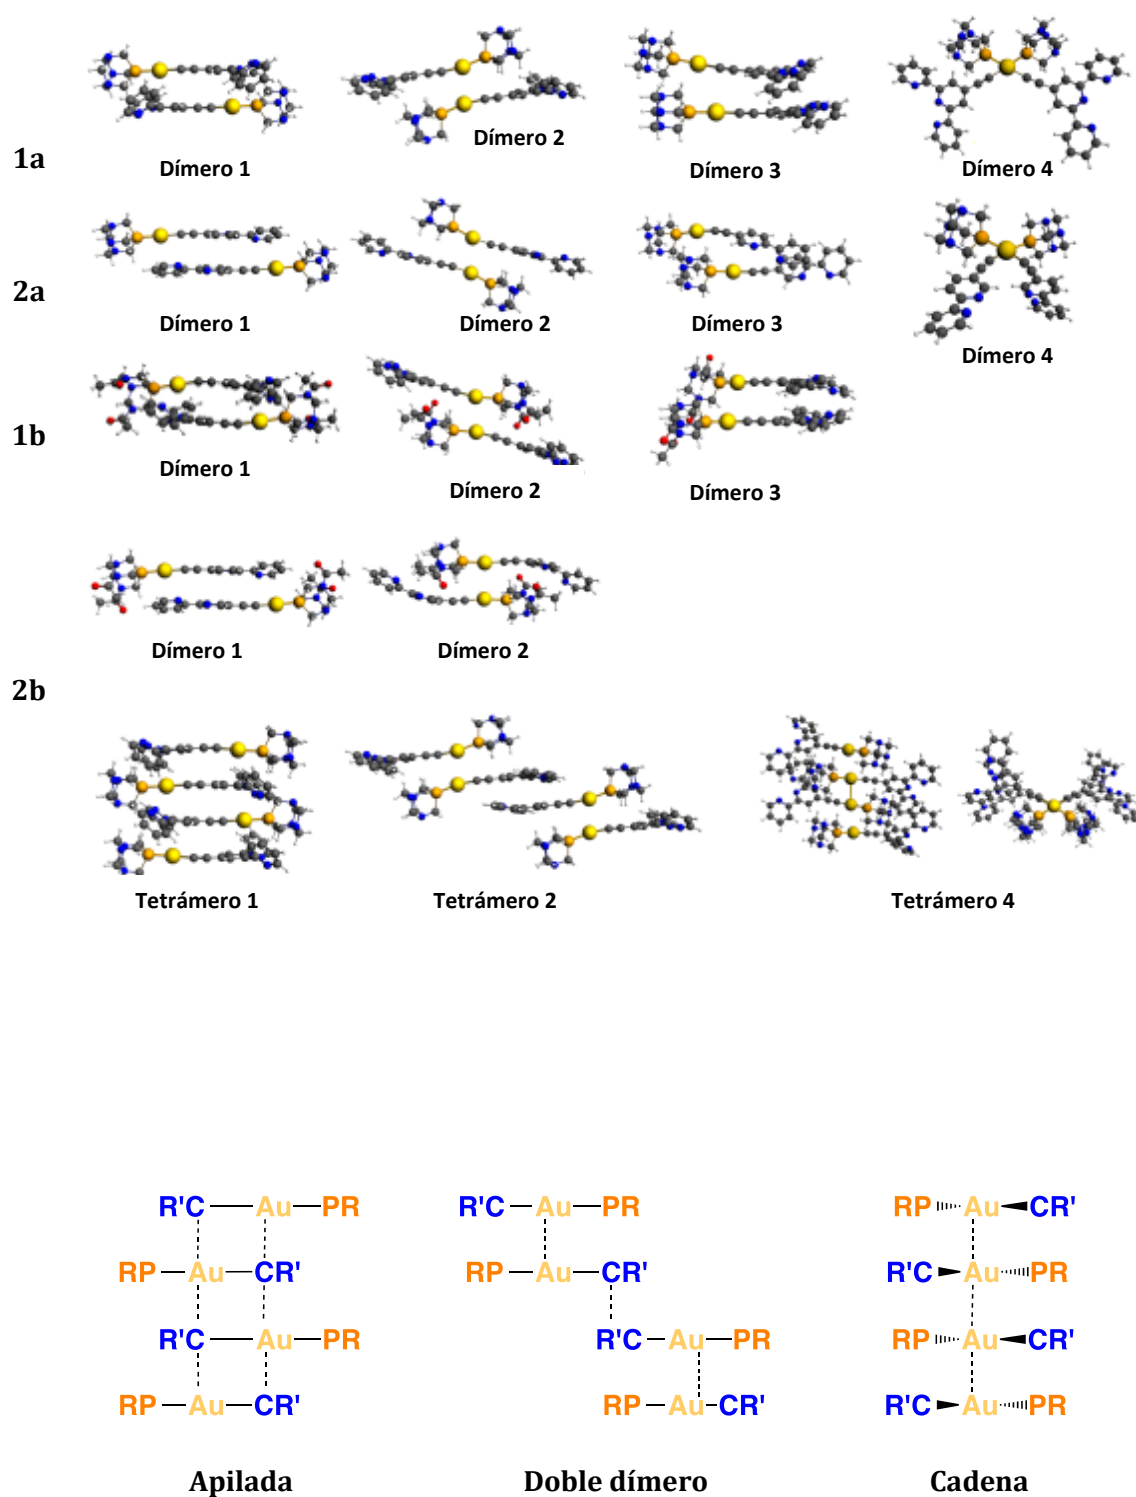 1a
Dímero 1
Dímero 2
Dímero 3
Dímero 4
2a
Dímero 1
Dímero 2
Dímero 3
Dímero 4
1b
Dímero 1
Dímero 2
Dímero 3
Dímero 1
Dímero 2
2b
Tetrámero 1
Tetrámero 2
Tetrámero 4
R'C Au PR
RP Au CR'
R'C Au PR
RP Au CR'
Apilada
R'C Au PR
RP Au CR'
R'C Au PR
RP Au CR'
Doble dímero
RP Au CR'
R'C Au PR
RP Au CR'
R'C Au PR
Cadena